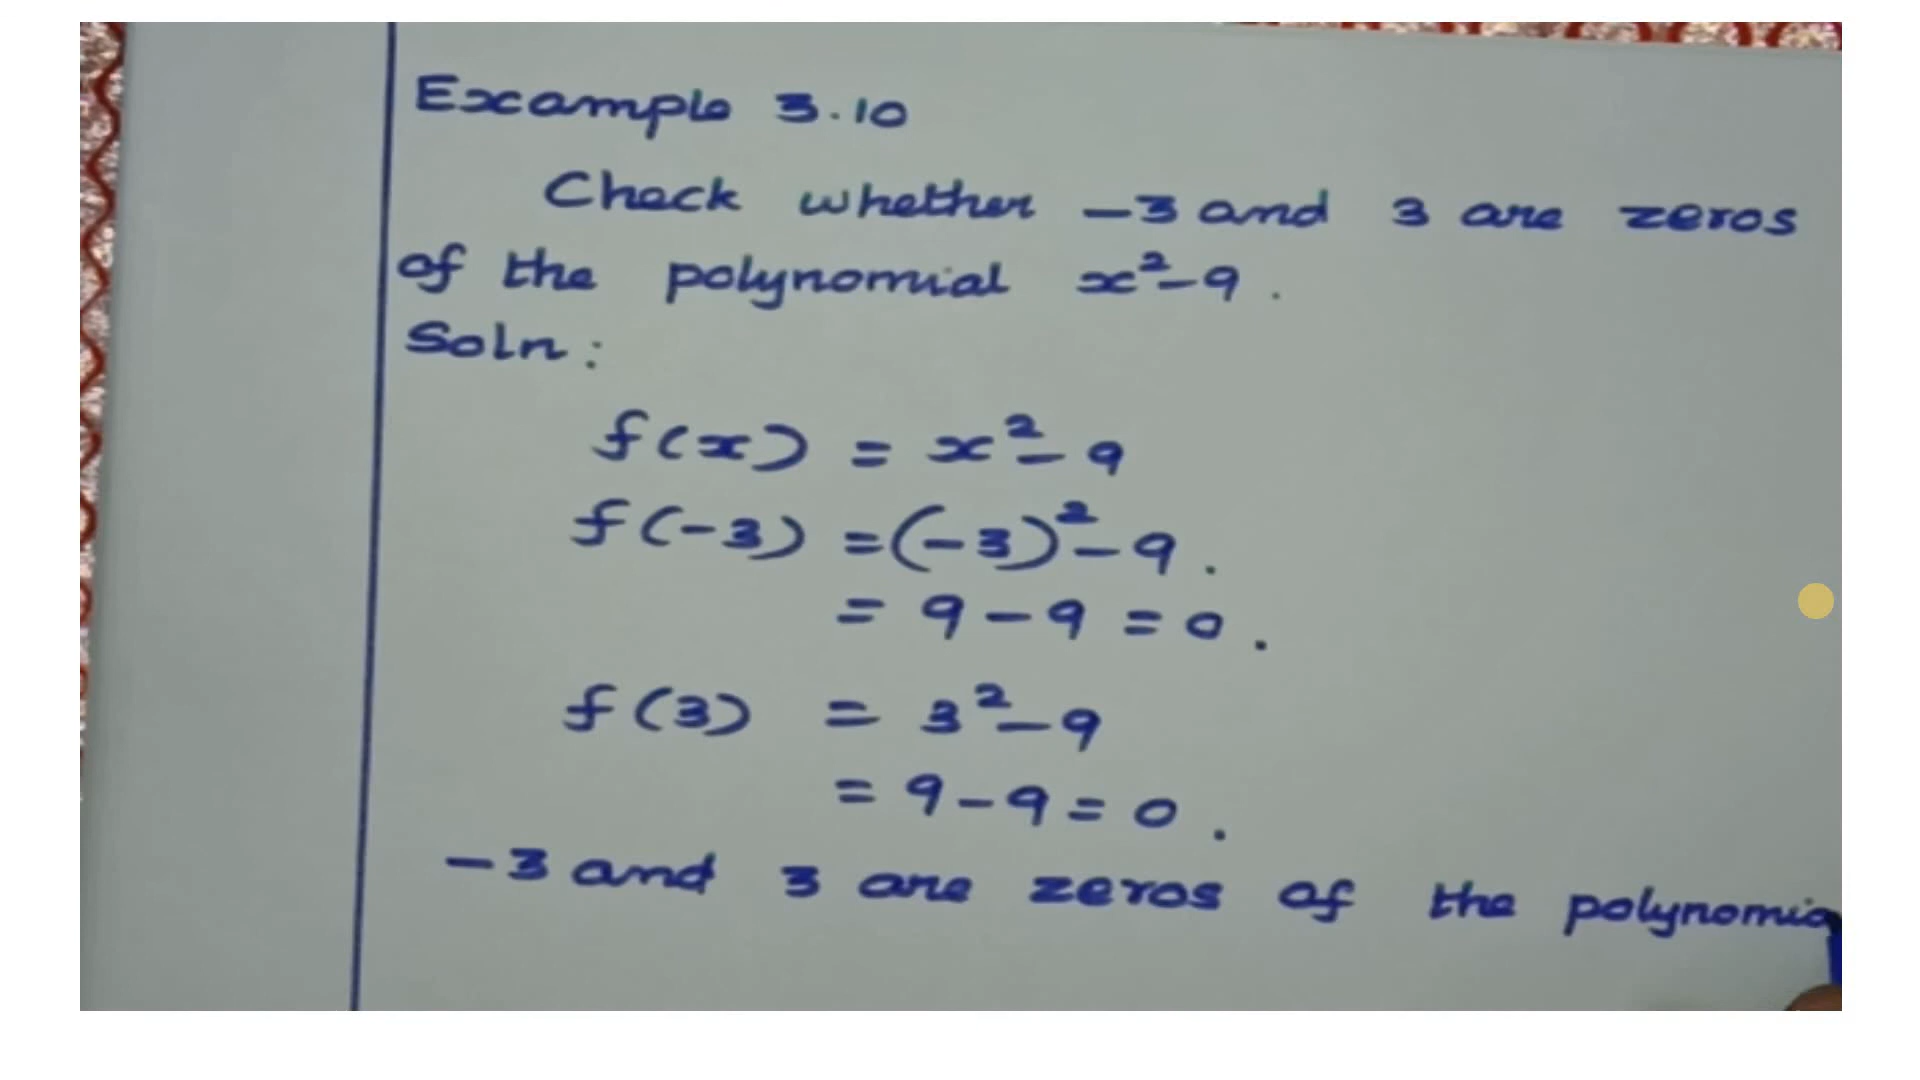 Example 3.10
Check whether -3 and 3 are zeros
of the polynomial x²-9.
Soln:
f(x) = x²-9
f(-3) =(-3)²-9.
= 9-9=0.
f(3) = 3²-9
= 9-9=0.
-3 and 3 are zeros of the polynomia